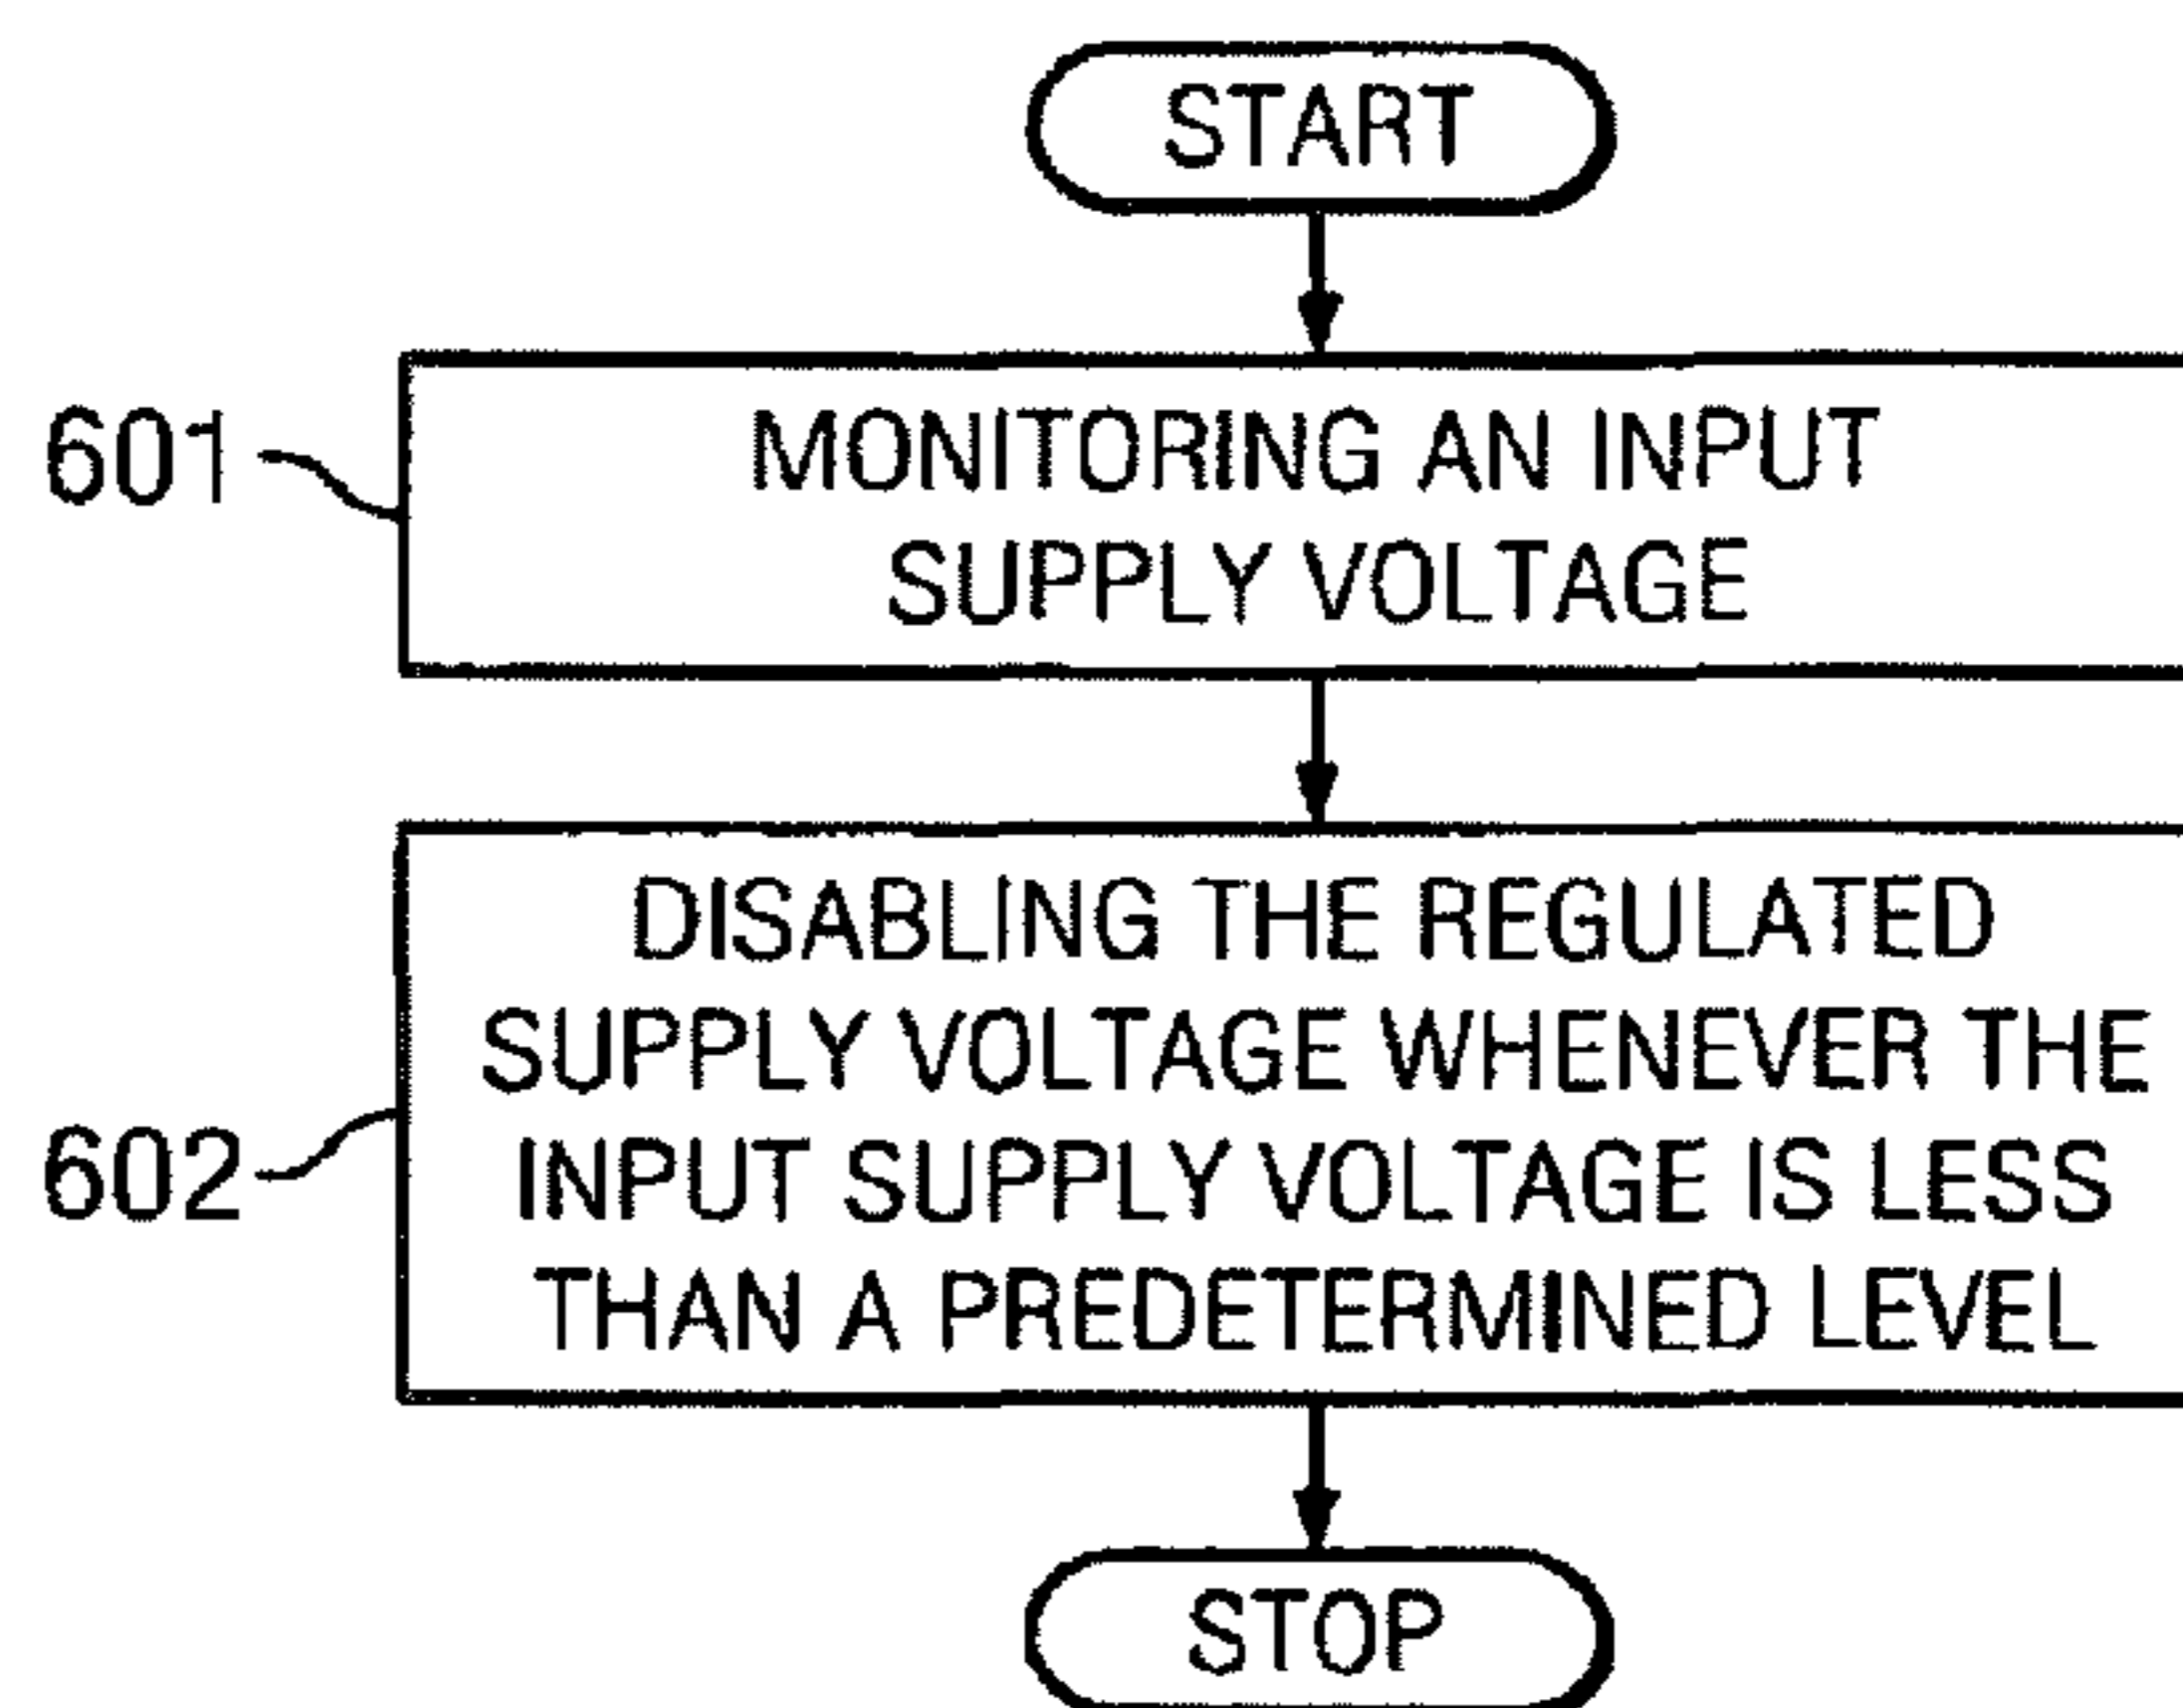 START
601
MONITORING AN INPUT
SUPPLY VOLTAGE
602
DISABLING THE REGULATED
SUPPLY VOLTAGE WHENEVER THE
INPUT SUPPLY VOLTAGE IS LESS
THAN A PREDETERMINED LEVEL
STOP